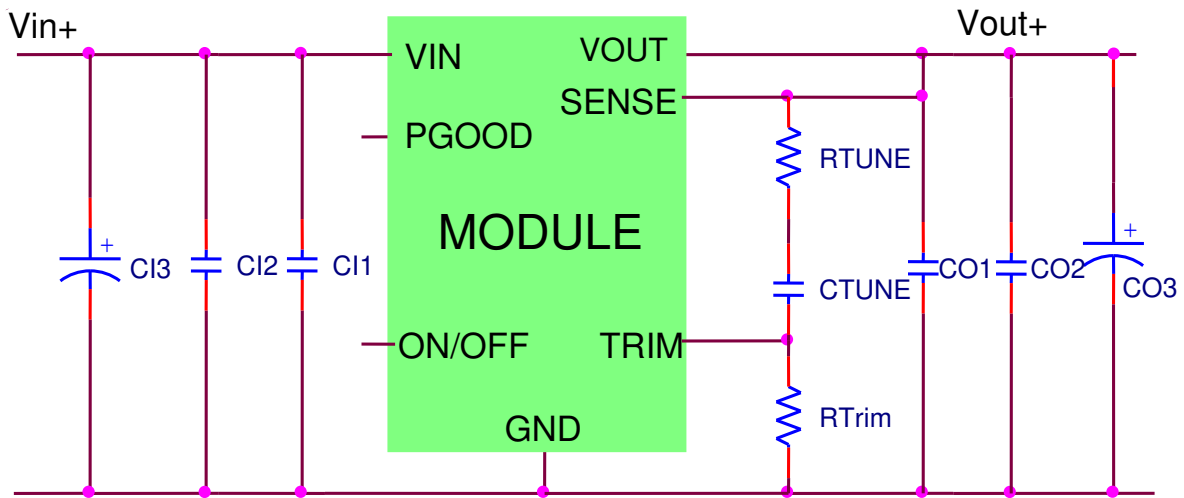 Vin+
Vout+
VIN
VOUT
SENSE
PGOOD
RTUNE
MODULE
+
CI3
CI2
CI1
CTUNE
CO1
CO2
+
CO3
ON/OFF
TRIM
RTrim
GND